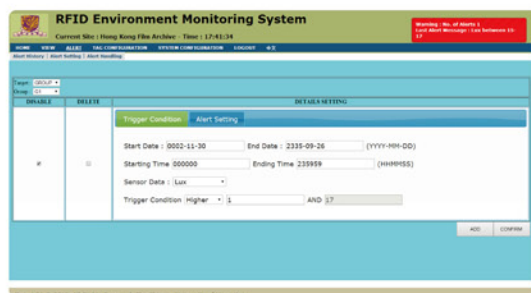 RFID Environment Monitoring System
Current Site : Hong Kong Film Archive - Time : 17:41:34
Warning : No. of Alerts 1
Last Alert Message : Lux between 15-17
HOME VIEW ALERT TAG CONFIGURATION SYSTEM CONFIGURATION LOGOUT 中文
Alert History | Alert Setting | Alert Handling
Target: GROUP
Group: G1
DISABLE DELETE DETAILS SETTING
Trigger Condition Alert Setting
Start Date : 0002-11-30 End Date : 2335-09-26 (YYYY-MM-DD)
Starting Time 000000 Ending Time 235959 (HHMMSS)
Sensor Data : Lux
Trigger Condition Higher 1 AND 17
ADD CONFIRM